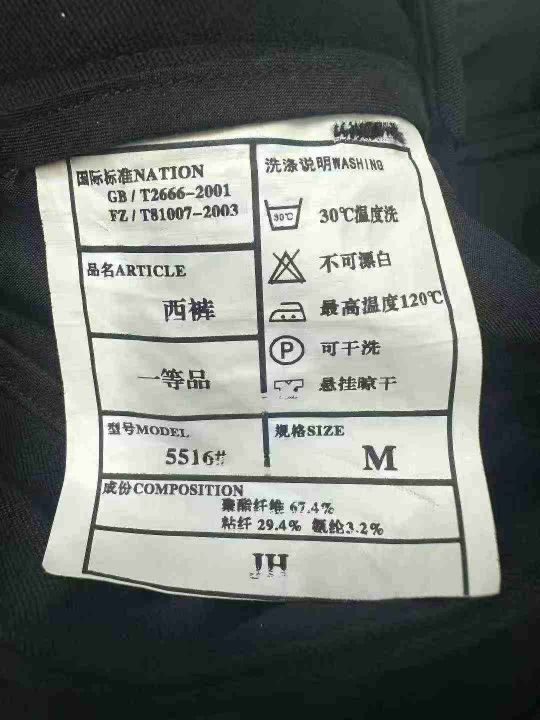 国际标准NATION
GB/T2666-2001
FZ/T81007-2003
品名ARTICLE
西裤
一等品
洗涤说明WASHING
30℃
30℃温度洗
不可漂白
最高温度120℃
P
可干洗
悬挂晾干
型号MODEL
5516#
规格SIZE
M
成份COMPOSITION
聚酯纤维 67.4%
粘纤 29.4% 氨纶3.2%
JH